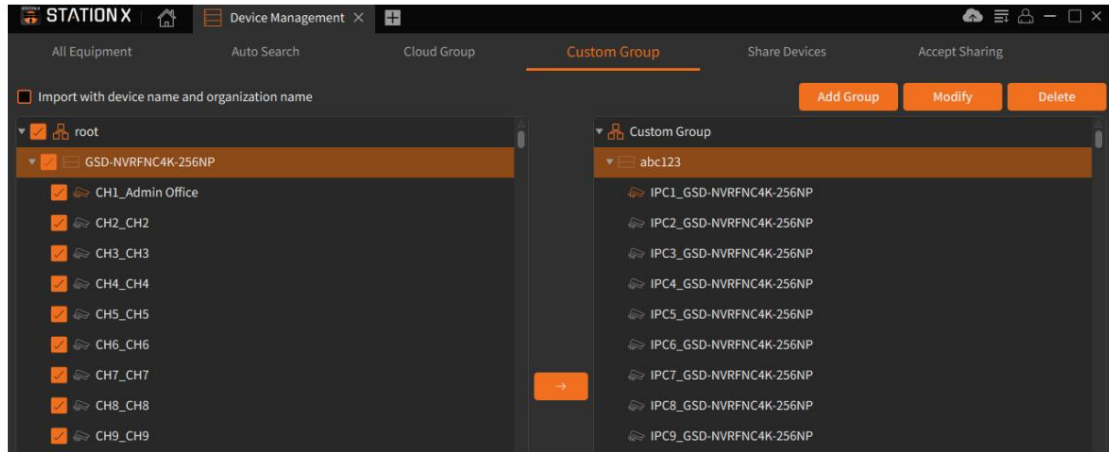 STATION X
Device Management
All Equipment Auto Search Cloud Group Custom Group Share Devices Accept Sharing
Import with device name and organization name
Add Group Modify Delete
root
GSD-NVRFNC4K-256NP
CH1_Admin Office
CH2_CH2
CH3_CH3
CH4_CH4
CH5_CH5
CH6_CH6
CH7_CH7
CH8_CH8
CH9_CH9
Custom Group
abc123
IPC1_GSD-NVRFNC4K-256NP
IPC2_GSD-NVRFNC4K-256NP
IPC3_GSD-NVRFNC4K-256NP
IPC4_GSD-NVRFNC4K-256NP
IPC5_GSD-NVRFNC4K-256NP
IPC6_GSD-NVRFNC4K-256NP
IPC7_GSD-NVRFNC4K-256NP
IPC8_GSD-NVRFNC4K-256NP
IPC9_GSD-NVRFNC4K-256NP